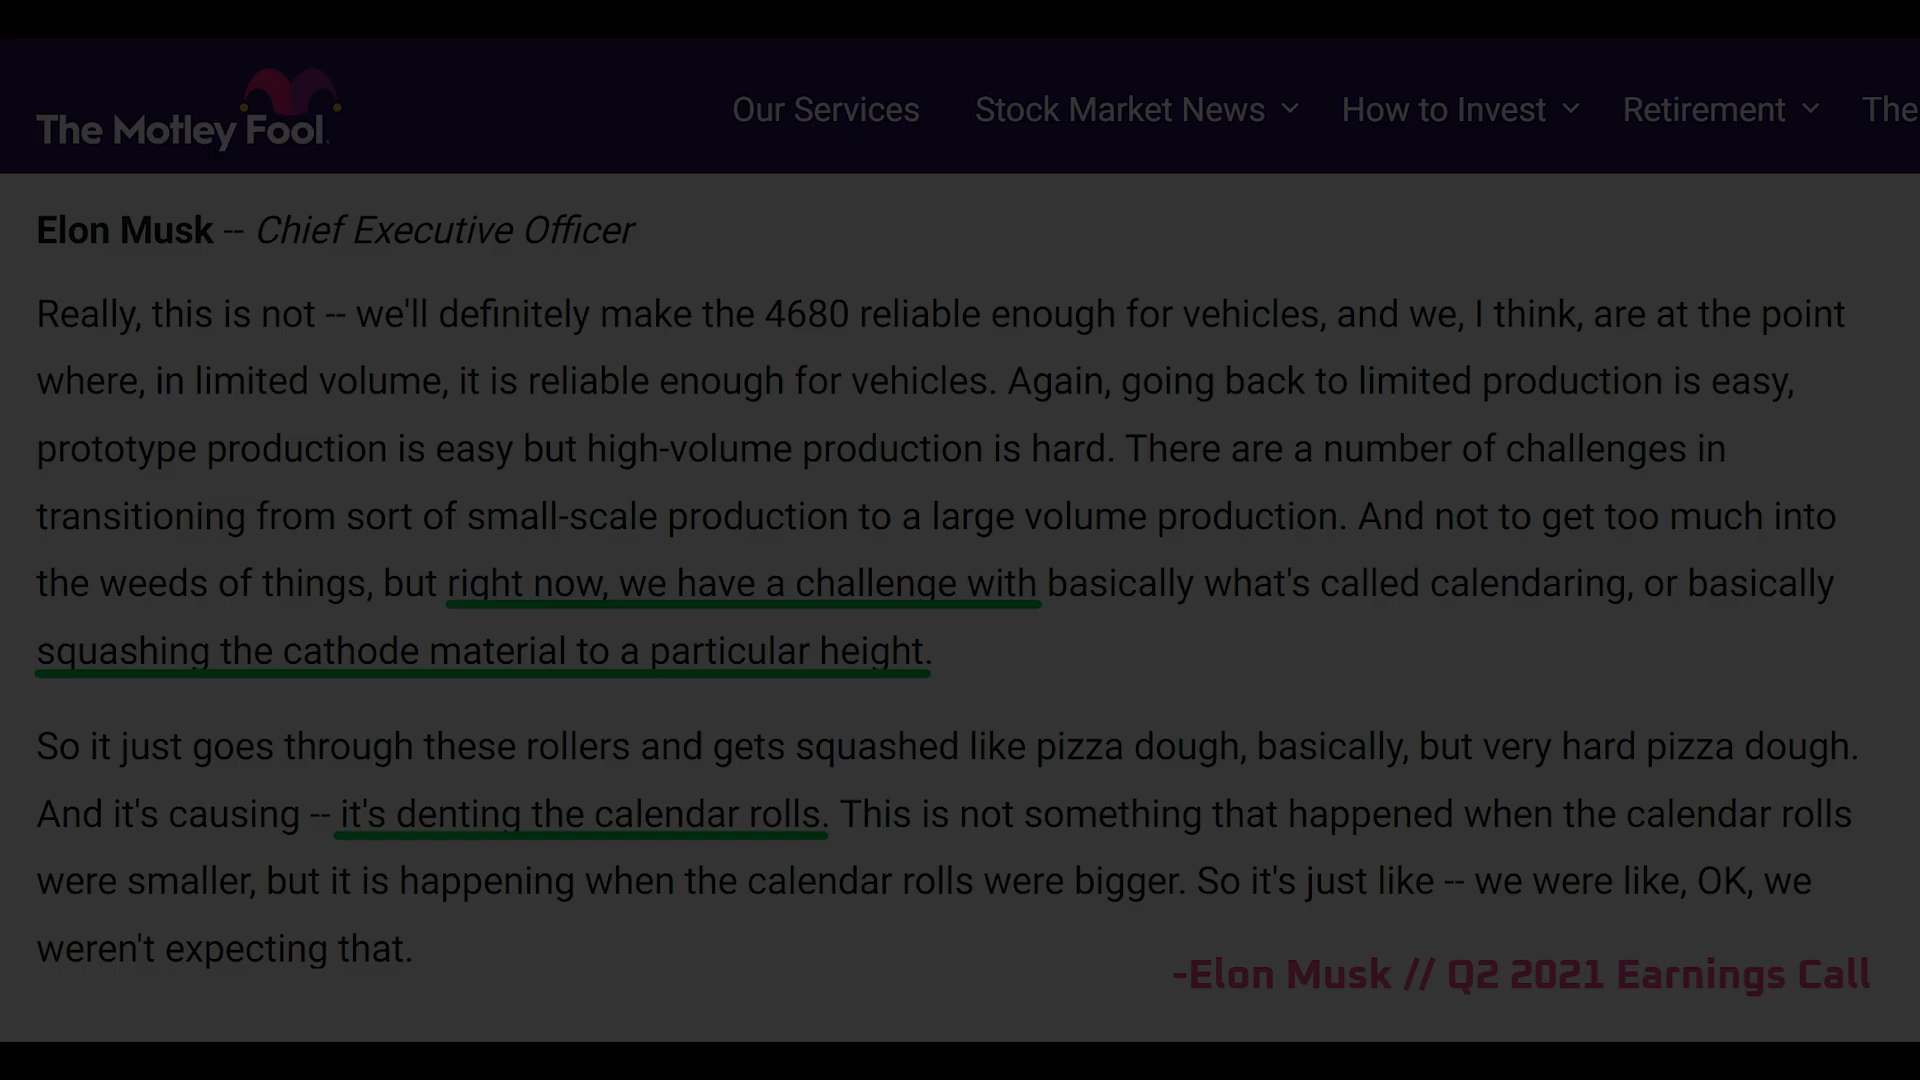 The Motley Fool.
Our Services Stock Market News How to Invest Retirement The
Elon Musk -- Chief Executive Officer
Really, this is not -- we'll definitely make the 4680 reliable enough for vehicles, and we, I think, are at the point
where, in limited volume, it is reliable enough for vehicles. Again, going back to limited production is easy,
prototype production is easy but high-volume production is hard. There are a number of challenges in
transitioning from sort of small-scale production to a large volume production. And not to get too much into
the weeds of things, but right now, we have a challenge with basically what's called calendaring, or basically
squashing the cathode material to a particular height.
So it just goes through these rollers and gets squashed like pizza dough, basically, but very hard pizza dough.
And it's causing -- it's denting the calendar rolls. This is not something that happened when the calendar rolls
were smaller, but it is happening when the calendar rolls were bigger. So it's just like -- we were like, OK, we
weren't expecting that.
-Elon Musk // Q2 2021 Earnings Call